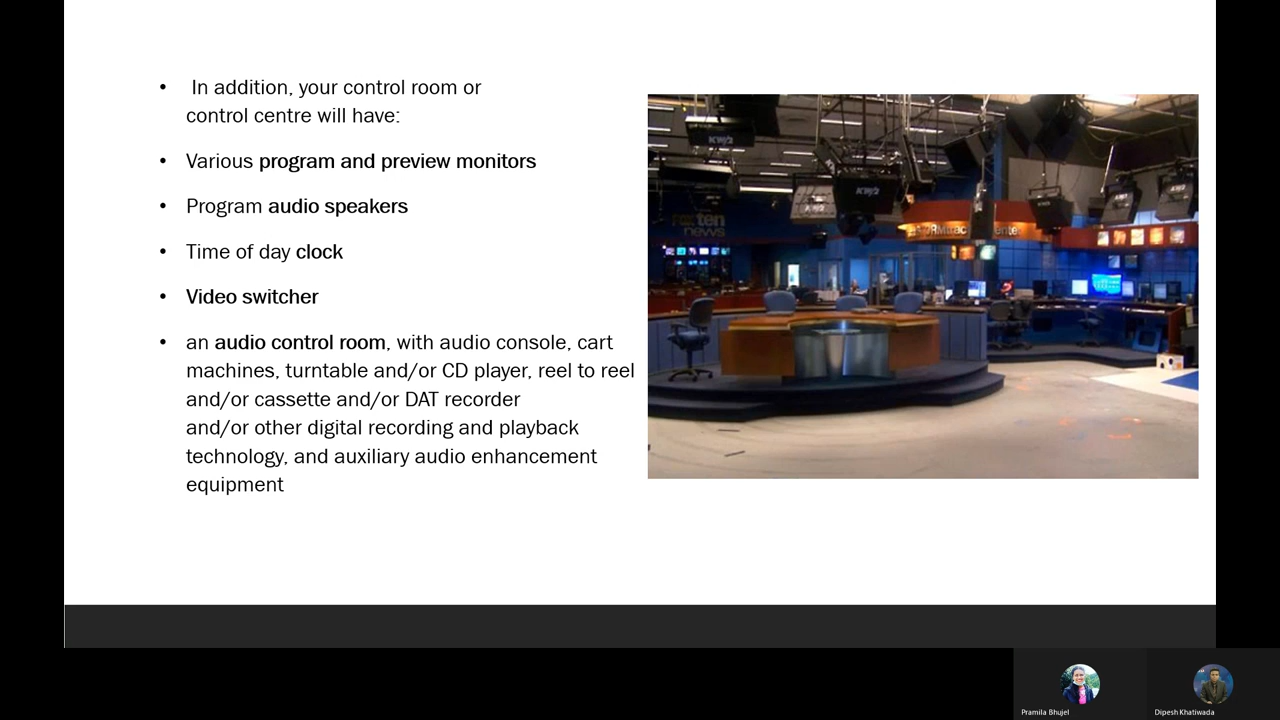 • In addition, your control room or
control centre will have:
• Various program and preview monitors
• Program audio speakers
• Time of day clock
• Video switcher
• an audio control room, with audio console, cart
machines, turntable and/or CD player, reel to reel
and/or cassette and/or DAT recorder
and/or other digital recording and playback
technology, and auxiliary audio enhancement
equipment
ten
news
Pramila Bhujel
Dipesh Khatiwada